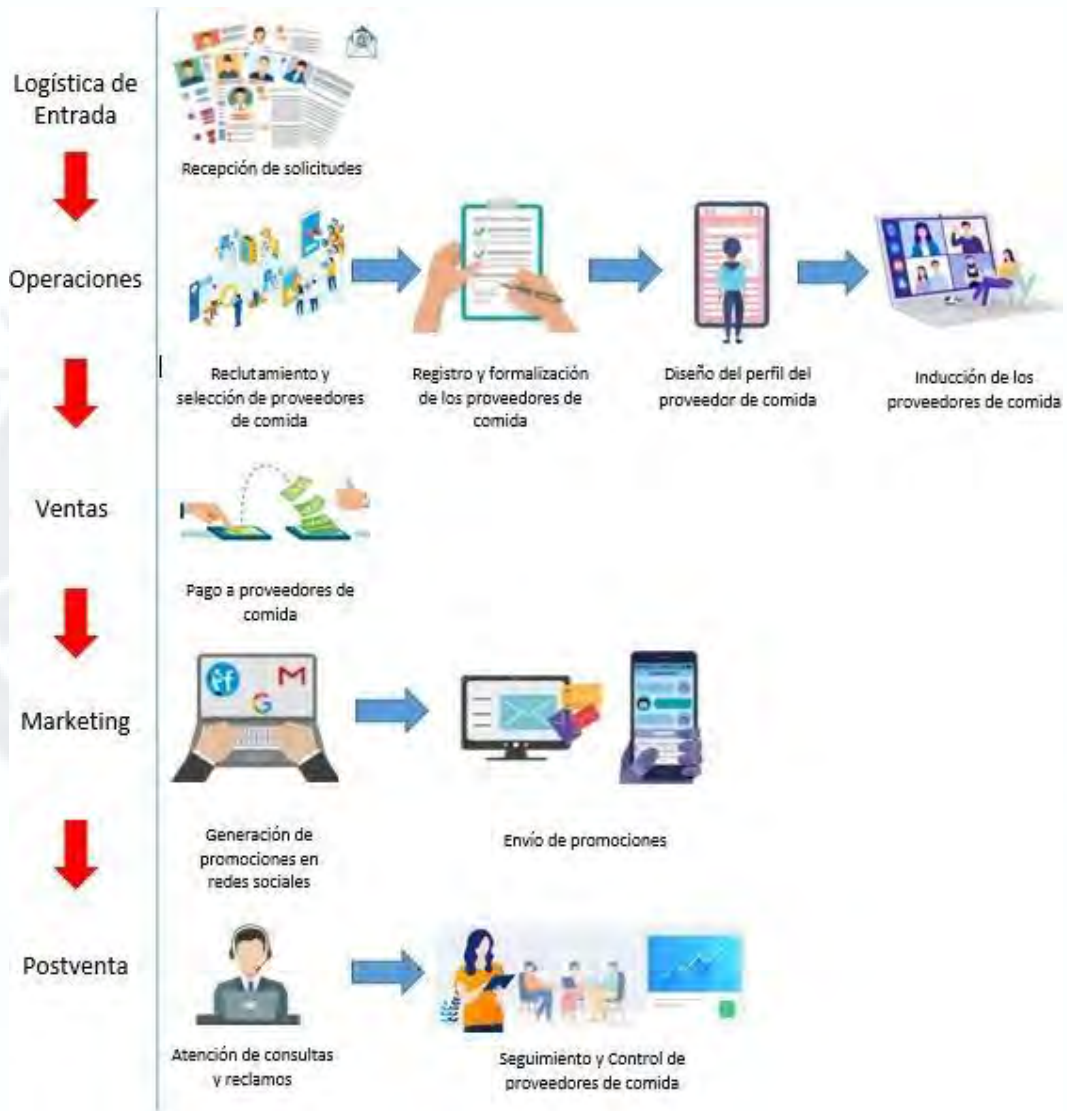 Logística de
Entrada
Recepción de solicitudes
Operaciones
Reclutamiento y
selección de proveedores
de comida
Registro y formalización
de los proveedores de
comida
Diseño del perfil del
proveedor de comida
Inducción de los
proveedores de comida
Ventas
Pago a proveedores de
comida
Marketing
Generación de
promociones en
redes sociales
Envío de promociones
Postventa
Atención de consultas
y reclamos
Seguimiento y Control de
proveedores de comida